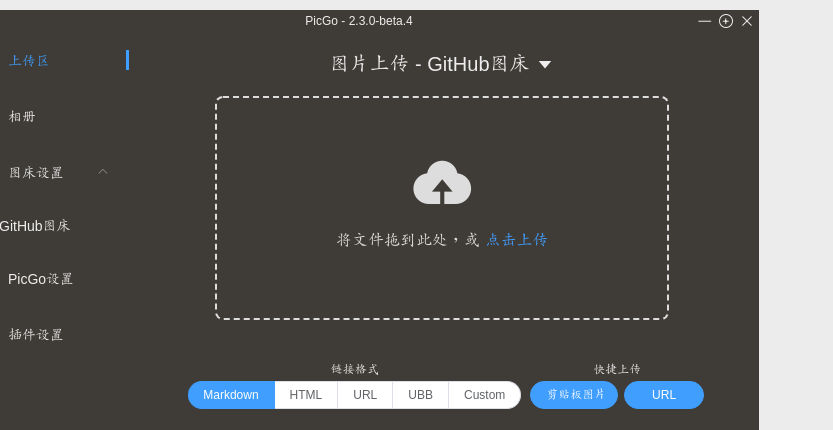 PicGo - 2.3.0-beta.4
上传区
图片上传 - GitHub图床
相册
图床设置
GitHub图床
将文件拖到此处，或 点击上传
PicGo设置
插件设置
链接格式
快捷上传
Markdown HTML URL UBB Custom 剪贴板图片 URL